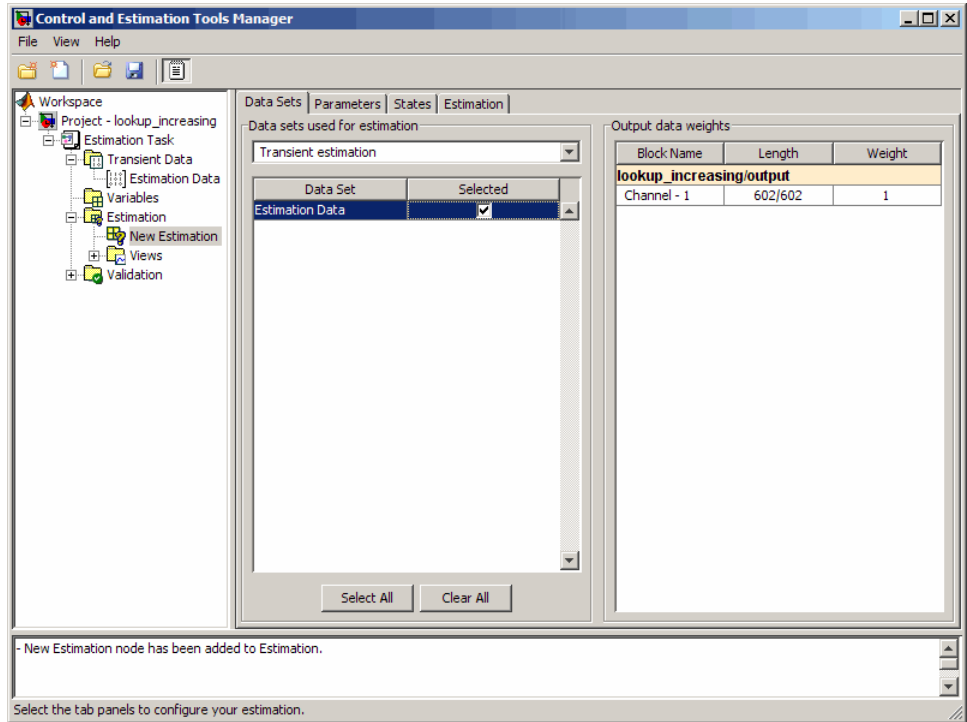 Control and Estimation Tools Manager
File View Help
Workspace
Project - lookup_increasing
Estimation Task
Transient Data
Estimation Data
Variables
Estimation
New Estimation
Views
Validation
Data Sets Parameters States Estimation
Data sets used for estimation
Transient estimation
Data Set Selected
Estimation Data
Select All Clear All
Output data weights
Block Name Length Weight
lookup_increasing/output
Channel - 1 602/602 1
- New Estimation node has been added to Estimation.
Select the tab panels to configure your estimation.